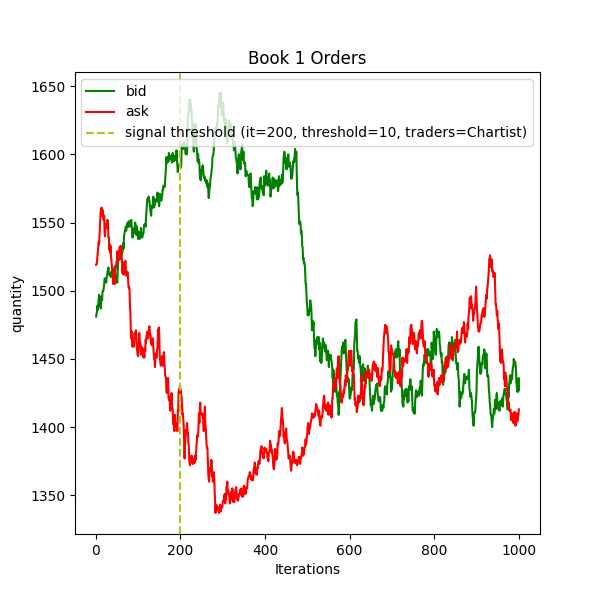 Book 1 Orders
bid
ask
signal threshold (it=200, threshold=10, traders=Chartist)
1650
1600
1550
1500
1450
1400
1350
quantity
0 200 400 600 800 1000
Iterations